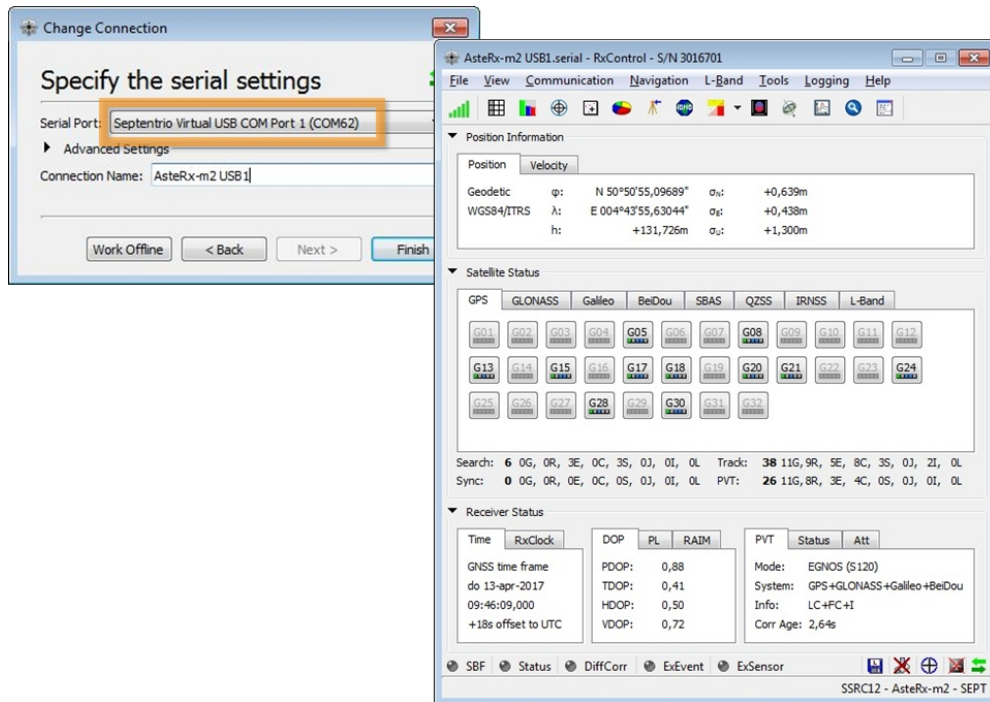 Change Connection
Specify the serial settings
Serial Port: Septentrio Virtual USB COM Port 1 (COM62)
Advanced Settings
Connection Name: AsteRx-m2 USB1
Work Offline < Back Next > Finish
AsteRx-m2 USB1.serial - RxControl - S/N 3016701
File View Communication Navigation L-Band Tools Logging Help
Position Information
Position Velocity
Geodetic φ: N 50°50'55,09689" σN: +0,639m
WGS84/ITRS λ: E 004°43'55,63044" σE: +0,438m
h: +131,726m σU: +1,300m
Satellite Status
GPS GLONASS Galileo BeiDou SBAS QZSS IRNSS L-Band
G01 G02 G03 G04 G05 G06 G07 G08 G09 G10 G11 G12
G13 G14 G15 G16 G17 G18 G19 G20 G21 G22 G23 G24
G25 G26 G27 G28 G29 G30 G31 G32
Search: 6 0G, 0R, 3E, 0C, 3S, 0J, 0I, 0L Track: 38 11G, 9R, 5E, 8C, 3S, 0J, 2I, 0L
Sync: 0 0G, 0R, 0E, 0C, 0S, 0J, 0I, 0L PVT: 26 11G, 8R, 3E, 4C, 0S, 0J, 0I, 0L
Receiver Status
Time RxClock DOP PL RAIM PVT Status Att
GNSS time frame PDOP: 0,88 Mode: EGNOS (S120)
do 13-apr-2017 TDOP: 0,41 System: GPS+GLONASS+Galileo+BeiDou
09:46:09,000 HDOP: 0,50 Info: LC+FC+I
+18s offset to UTC VDOP: 0,72 Corr Age: 2,64s
SBF Status DiffCorr ExEvent ExSensor
SSRC12 - AsteRx-m2 - SEPT